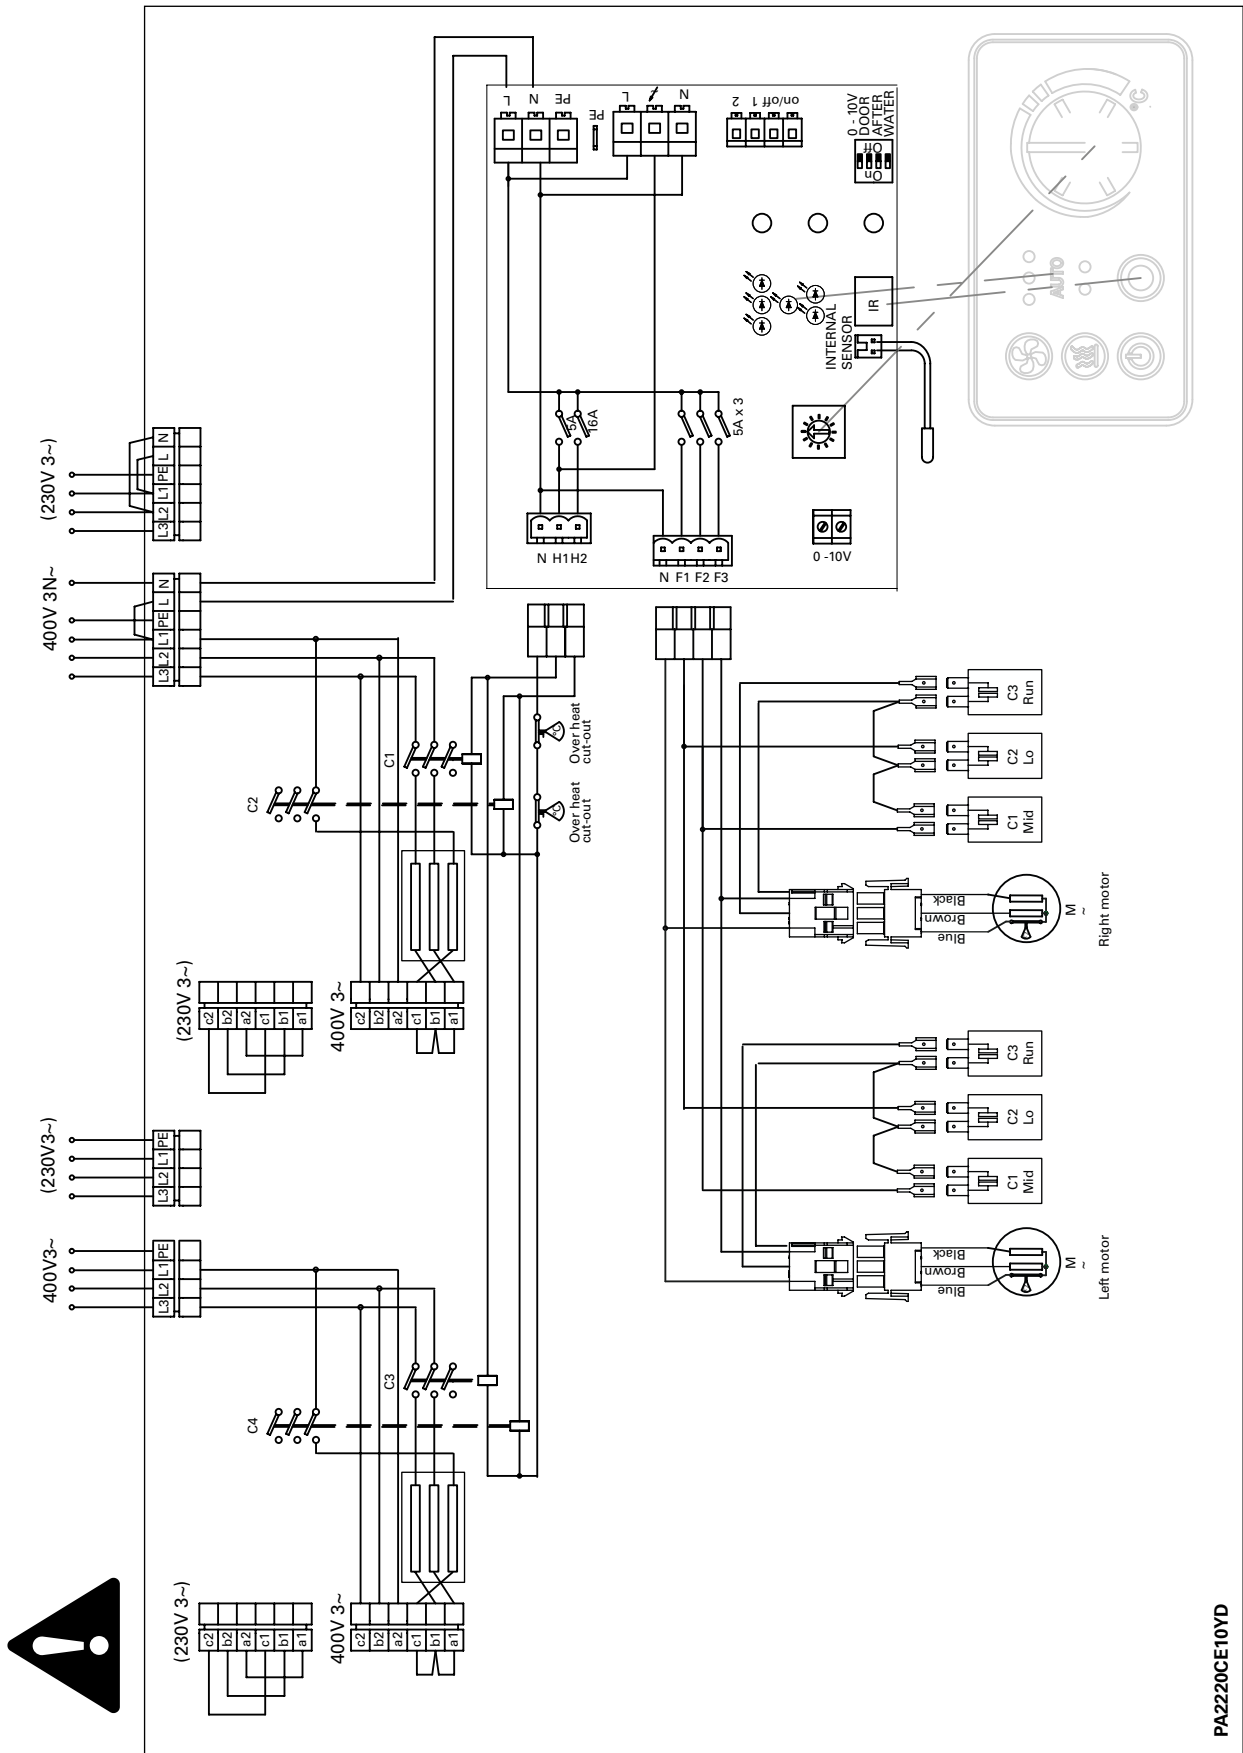 (230V 3~)
L3 L2 L1 PE L N
400V 3N~
L3 L2 L1 PE L N
(230V3~)
L3 L2 L1 PE
400V3~
L3 L2 L1 PE
L N PE
PE
L N
2 1 on/off
0 - 10V
DOOR
AFTER
WATER
Off
On
°C
AUTO
IR
INTERNAL
SENSOR
5A
16A
5A x 3
N H1 H2
N F1 F2 F3
0 -10V
C1
C2
Over heat
cut-out
°C
Over heat
cut-out
°C
(230V 3~)
c2 b2 a2 c1 b1 a1
400V 3~
c2 b2 a2 c1 b1 a1
C3
Run
C2
Lo
C1
Mid
Black
Brown
Blue
M
~
Right motor
C3
C4
(230V 3~)
c2 b2 a2 c1 b1 a1
400V 3~
c2 b2 a2 c1 b1 a1
C3
Run
C2
Lo
C1
Mid
Black
Brown
Blue
M
~
Left motor
PA2220CE10YD